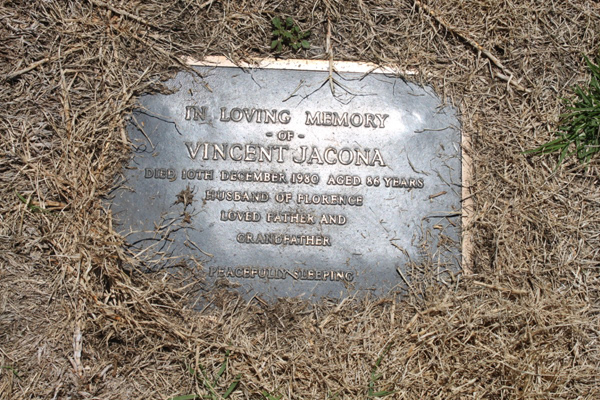 IN LOVING MEMORY
- OF -
VINCENT JACONA
DIED 10TH DECEMBER 1980 AGED 86 YEARS
HUSBAND OF FLORENCE
LOVED FATHER AND
GRANDFATHER
PEACEFULLY SLEEPING